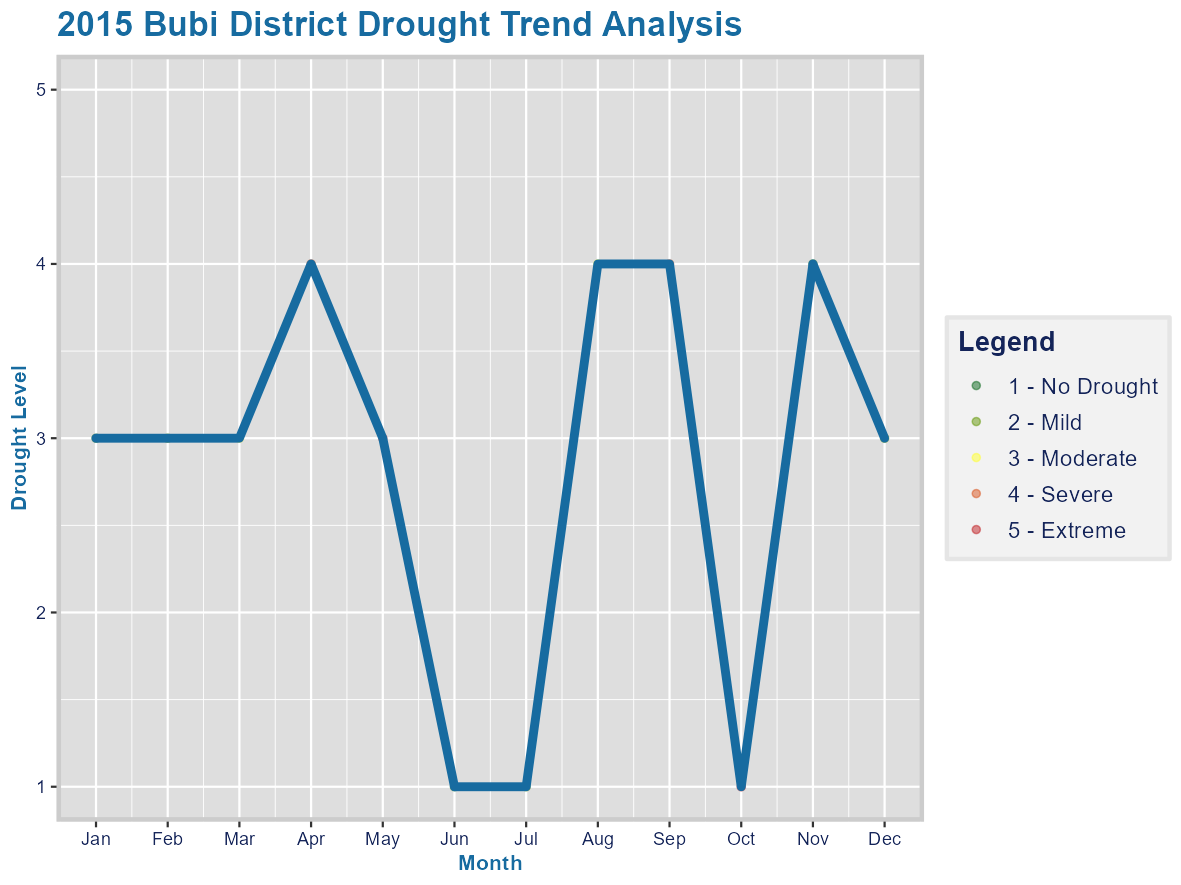 2015 Bubi District Drought Trend Analysis
Drought Level
5
4
3
2
1
Jan Feb Mar Apr May Jun Jul Aug Sep Oct Nov Dec
Month
Legend
1 - No Drought
2 - Mild
3 - Moderate
4 - Severe
5 - Extreme